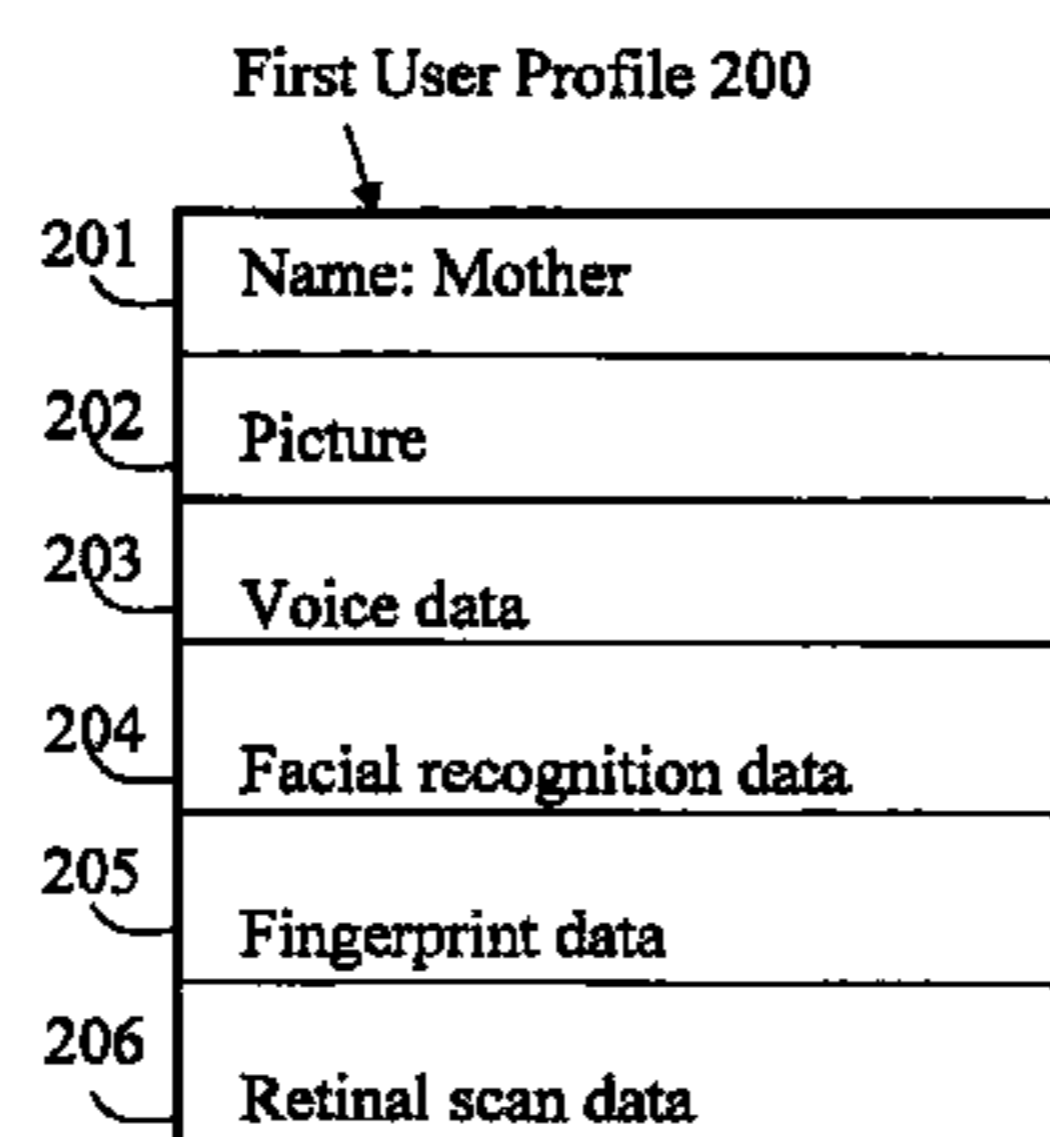 First User Profile 200
201
Name: Mother
202
Picture
203
Voice data
204
Facial recognition data
205
Fingerprint data
206
Retinal scan data